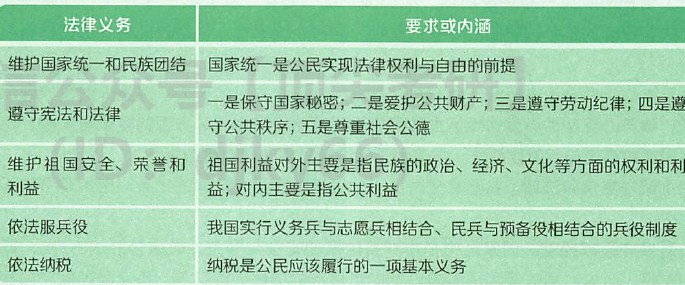 法律义务 要求或内涵
维护国家统一和民族团结 国家统一是公民实现法律权利与自由的前提
遵守宪法和法律 一是保守国家秘密；二是爱护公共财产；三是遵守劳动纪律；四是遵
守公共秩序；五是尊重社会公德
维护祖国安全、荣誉和 祖国利益对外主要是指民族的政治、经济、文化等方面的权利和利
利益 益；对内主要是指公共利益
依法服兵役 我国实行义务兵与志愿兵相结合、民兵与预备役相结合的兵役制度
依法纳税 纳税是公民应该履行的一项基本义务